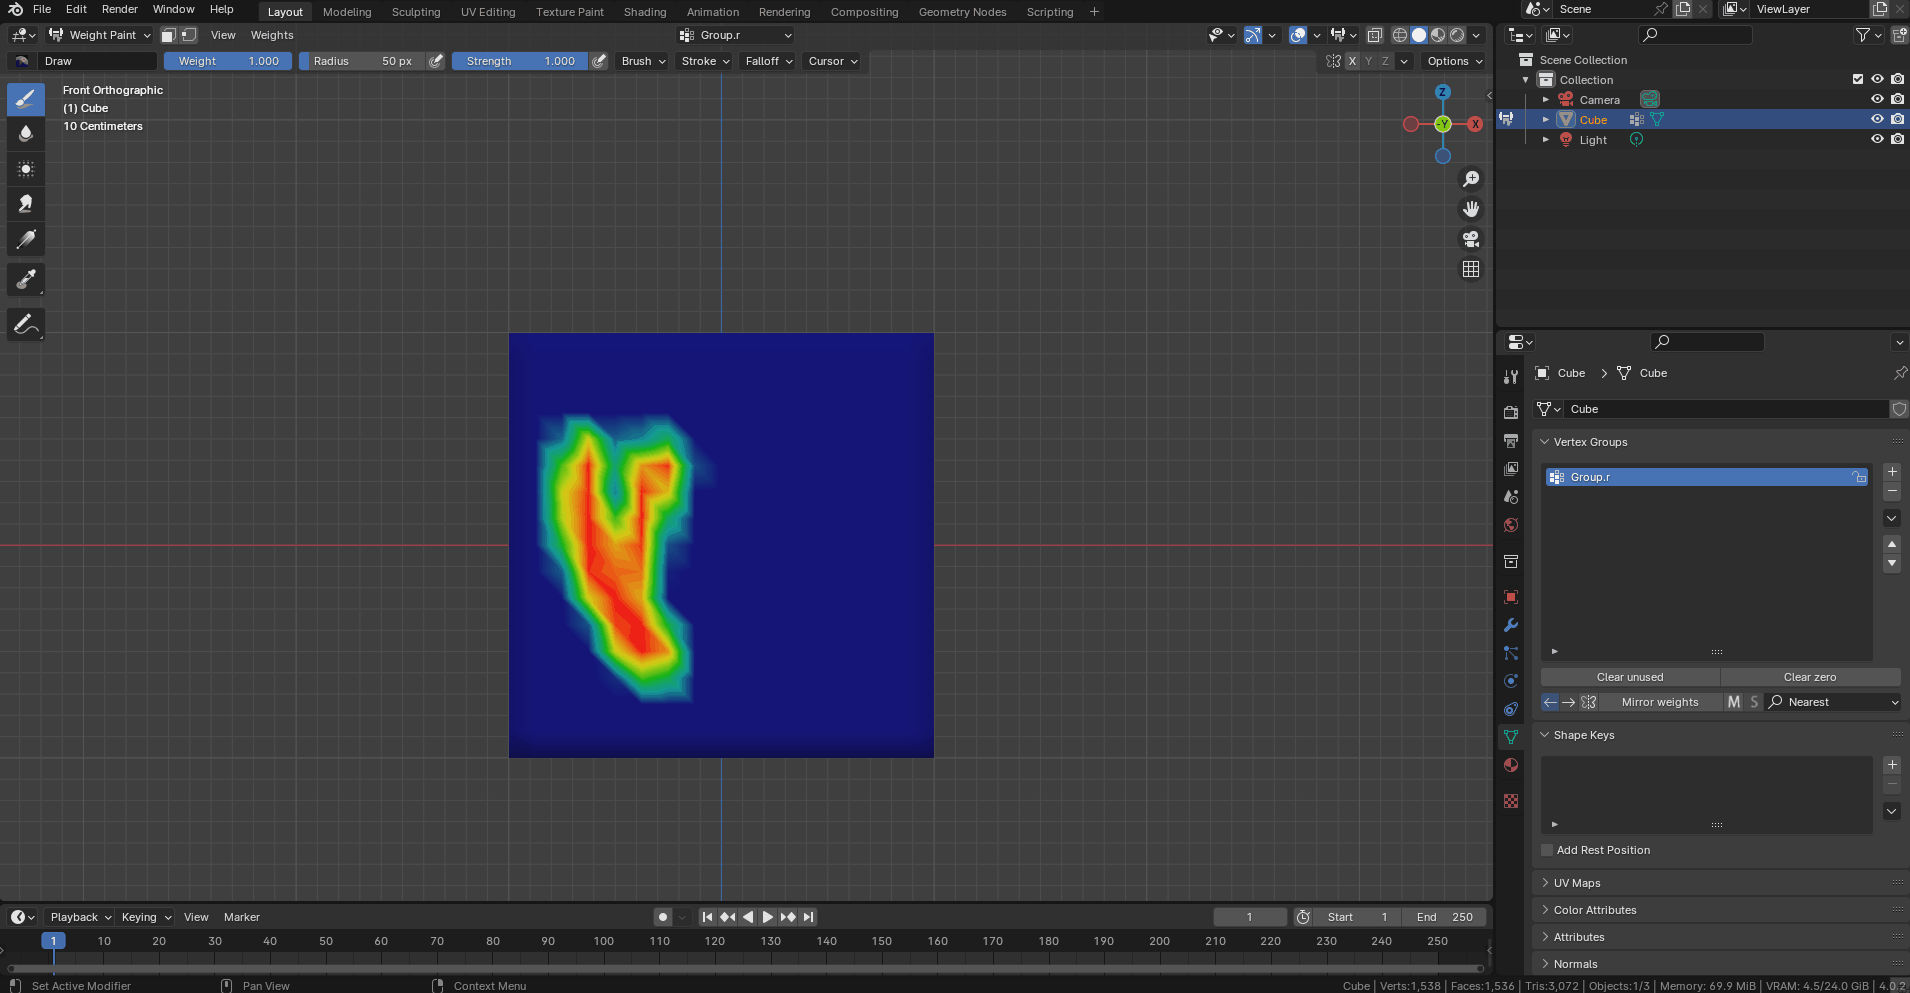 File Edit Render Window Help Layout Modeling Sculpting UV Editing Texture Paint Shading Animation Rendering Compositing Geometry Nodes Scripting + Scene ViewLayer
Weight Paint View Weights Group.r
Draw Weight 1.000 Radius 50 px Strength 1.000 Brush Stroke Falloff Cursor X Y Z Options
Front Orthographic
(1) Cube
10 Centimeters
Z
-Y
X
Scene Collection
Collection
Camera
Cube
Light
Cube > Cube
Cube
Vertex Groups
Group.r
Clear unused Clear zero
Mirror weights M S Nearest
Shape Keys
Add Rest Position
UV Maps
Color Attributes
Attributes
Normals
Playback Keying View Marker 1 Start 1 End 250
1 10 20 30 40 50 60 70 80 90 100 110 120 130 140 150 160 170 180 190 200 210 220 230 240 250
Set Active Modifier Pan View Context Menu Cube | Verts:1,538 | Faces:1,536 | Tris:3,072 | Objects:1/3 | Memory: 69.9 MiB | VRAM: 4.5/24.0 GiB | 4.0.2